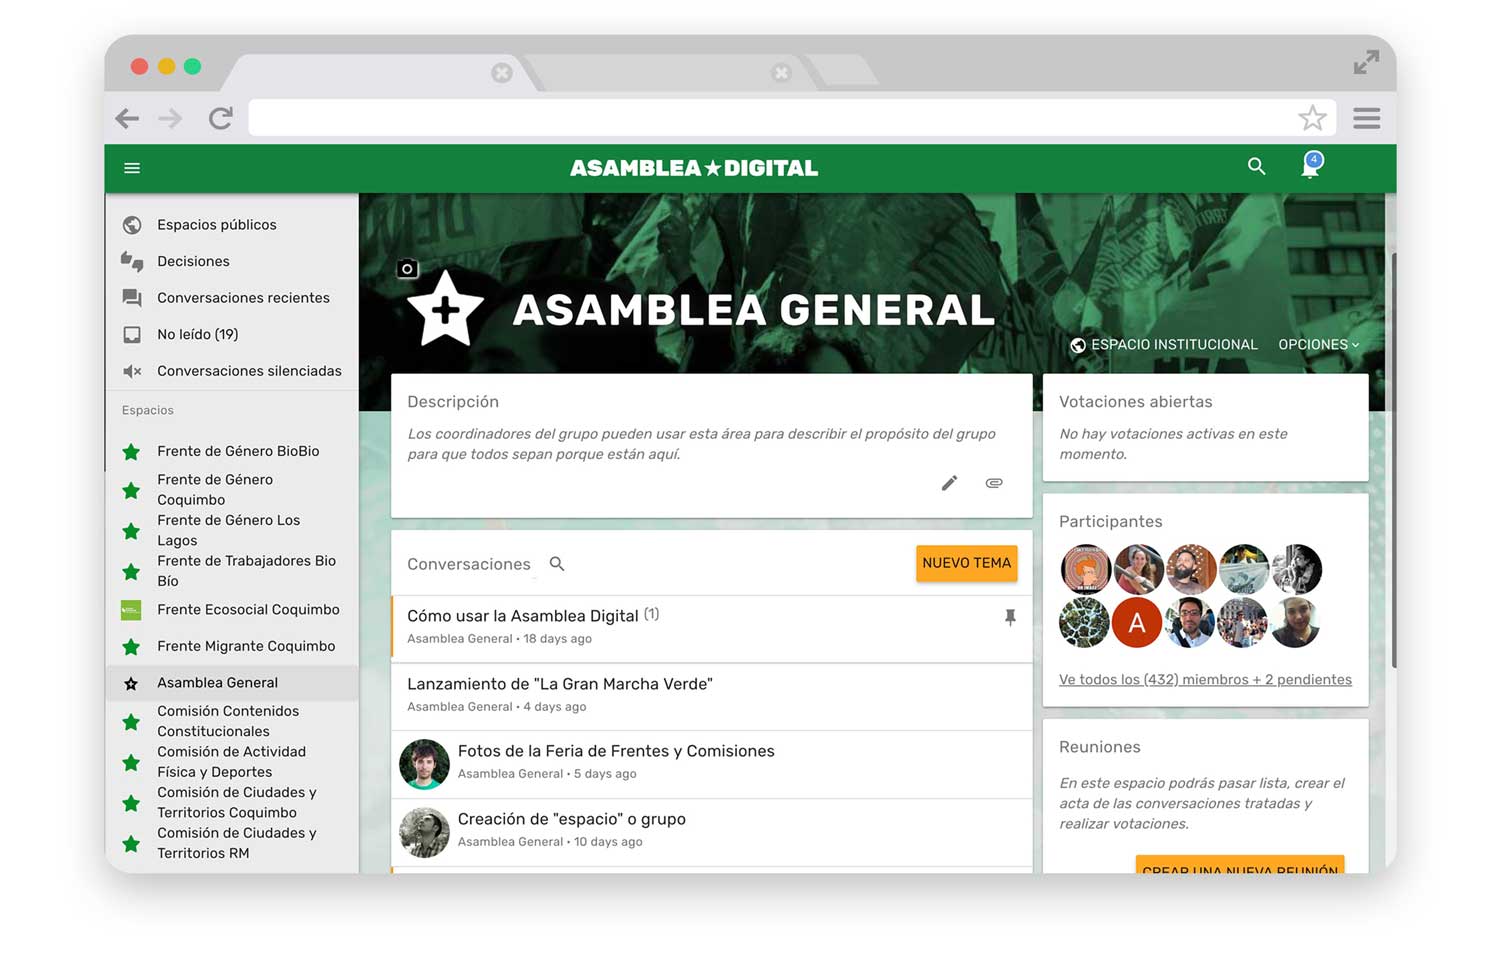 ASAMBLEA★DIGITAL
4
Espacios públicos
Decisiones
Conversaciones recientes
No leído (19)
Conversaciones silenciadas
Espacios
Frente de Género BioBio
Frente de Género
Coquimbo
Frente de Género Los
Lagos
Frente de Trabajadores Bio
Bío
Frente Ecosocial Coquimbo
Frente Migrante Coquimbo
Asamblea General
Comisión Contenidos
Constitucionales
Comisión de Actividad
Física y Deportes
Comisión de Ciudades y
Territorios Coquimbo
Comisión de Ciudades y
Territorios RM
ASAMBLEA GENERAL
ESPACIO INSTITUCIONAL
OPCIONES
Descripción
Los coordinadores del grupo pueden usar esta área para describir el propósito del grupo
para que todos sepan porque están aquí.
Conversaciones
NUEVO TEMA
Cómo usar la Asamblea Digital (1)
Asamblea General • 18 days ago
Lanzamiento de "La Gran Marcha Verde"
Asamblea General • 4 days ago
Fotos de la Feria de Frentes y Comisiones
Asamblea General • 5 days ago
Creación de "espacio" o grupo
Asamblea General • 10 days ago
Votaciones abiertas
No hay votaciones activas en este
momento.
Participantes
A
Ve todos los (432) miembros + 2 pendientes
Reuniones
En este espacio podrás pasar lista, crear el
acta de las conversaciones tratadas y
realizar votaciones.
CREAR UNA NUEVA REUNIÓN